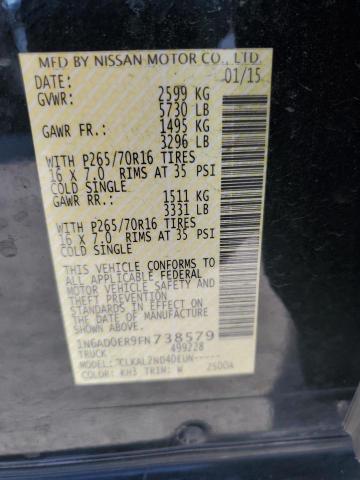 MFD BY NISSAN MOTOR CO., LTD.
DATE: 01/15
GVWR: 2599 KG
5730 LB
GAWR FR.: 1495 KG
3296 LB
WITH P265/70R16 TIRES
16 X 7.0 RIMS AT 35 PSI
COLD SINGLE
GAWR RR.: 1511 KG
3331 LB
WITH P265/70R16 TIRES
16 X 7.0 RIMS AT 35 PSI
COLD SINGLE
THIS VEHICLE CONFORMS TO
ALL APPLICABLE FEDERAL
MOTOR VEHICLE SAFETY AND
THEFT PREVENTION
STANDARDS IN EFFECT ON
THE DATE OF MANUFACTURE
SHOWN ABOVE.
1N6AD0ER9FN738579
TRUCK 499228
MODEL: CLKAL2ND40EUN-----
COLOR: KH3 TRIM: W 2500A